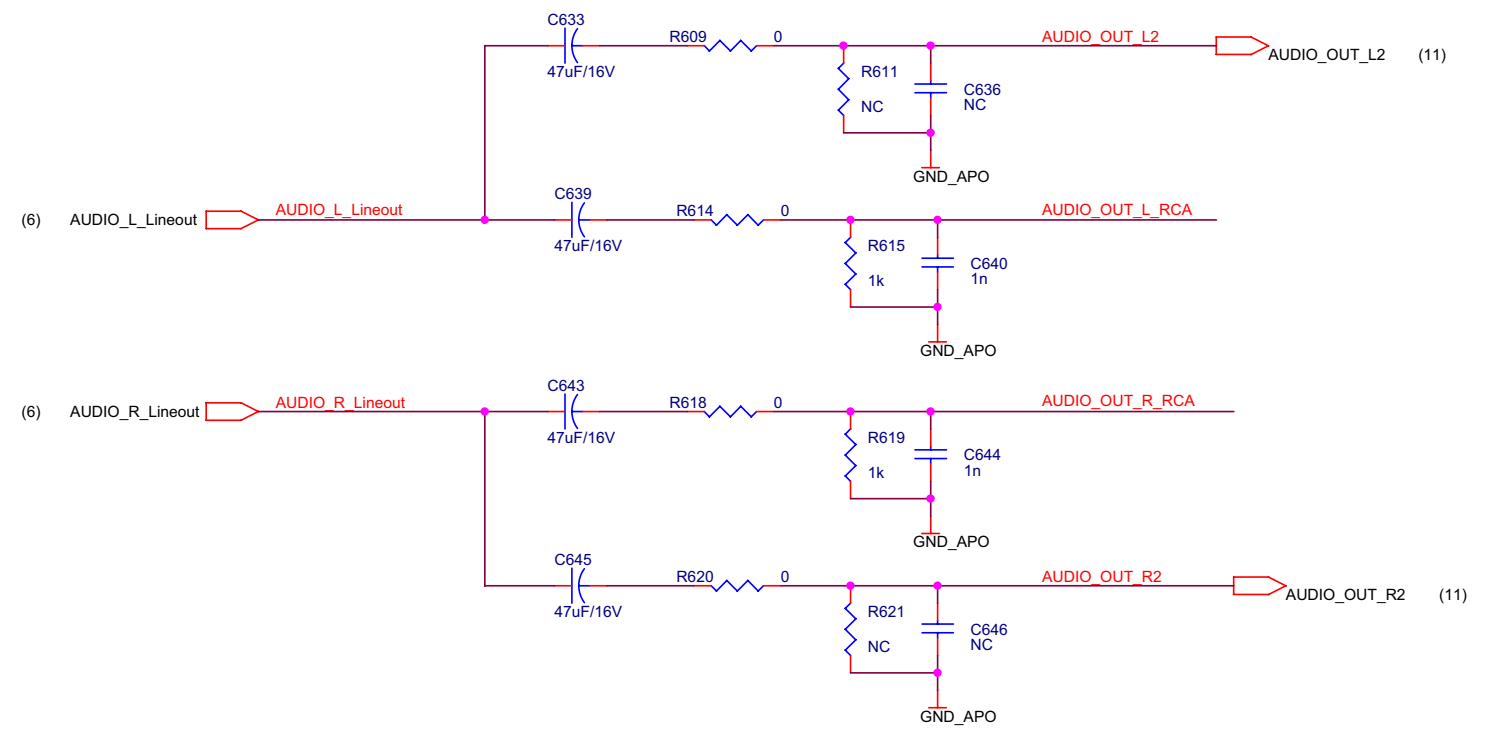 C633
R609
0
AUDIO_OUT_L2
AUDIO_OUT_L2 (11)
47uF/16V
R611
NC
C636
NC
GND_APO
C639
(6) AUDIO_L_Lineout
AUDIO_L_Lineout
R614
0
AUDIO_OUT_L_RCA
47uF/16V
R615
1k
C640
1n
GND_APO
C643
(6) AUDIO_R_Lineout
AUDIO_R_Lineout
R618
0
AUDIO_OUT_R_RCA
47uF/16V
R619
1k
C644
1n
GND_APO
C645
R620
0
AUDIO_OUT_R2
AUDIO_OUT_R2 (11)
47uF/16V
R621
NC
C646
NC
GND_APO